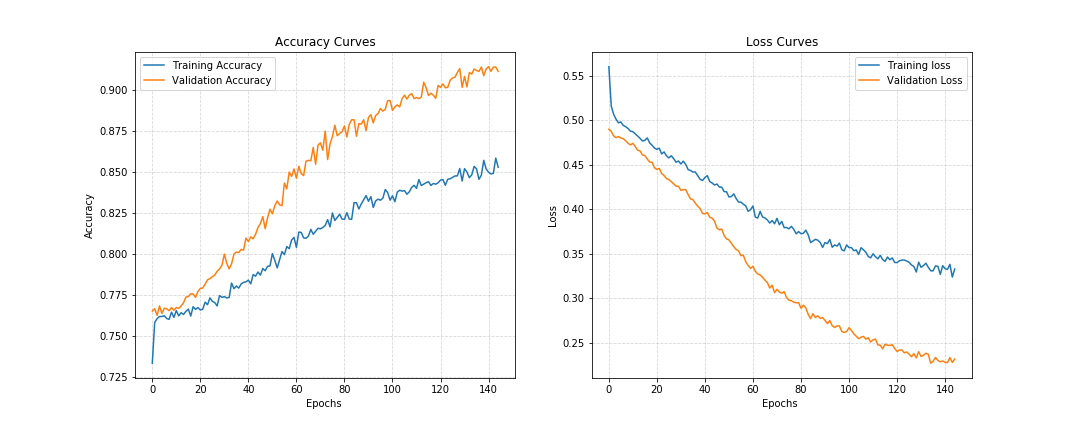 Accuracy Curves
Training Accuracy
Validation Accuracy
0.900
0.875
0.850
0.825
0.800
0.775
0.750
0.725
Accuracy
0 20 40 60 80 100 120 140
Epochs
Loss Curves
Training loss
Validation Loss
0.55
0.50
0.45
0.40
0.35
0.30
0.25
Loss
0 20 40 60 80 100 120 140
Epochs